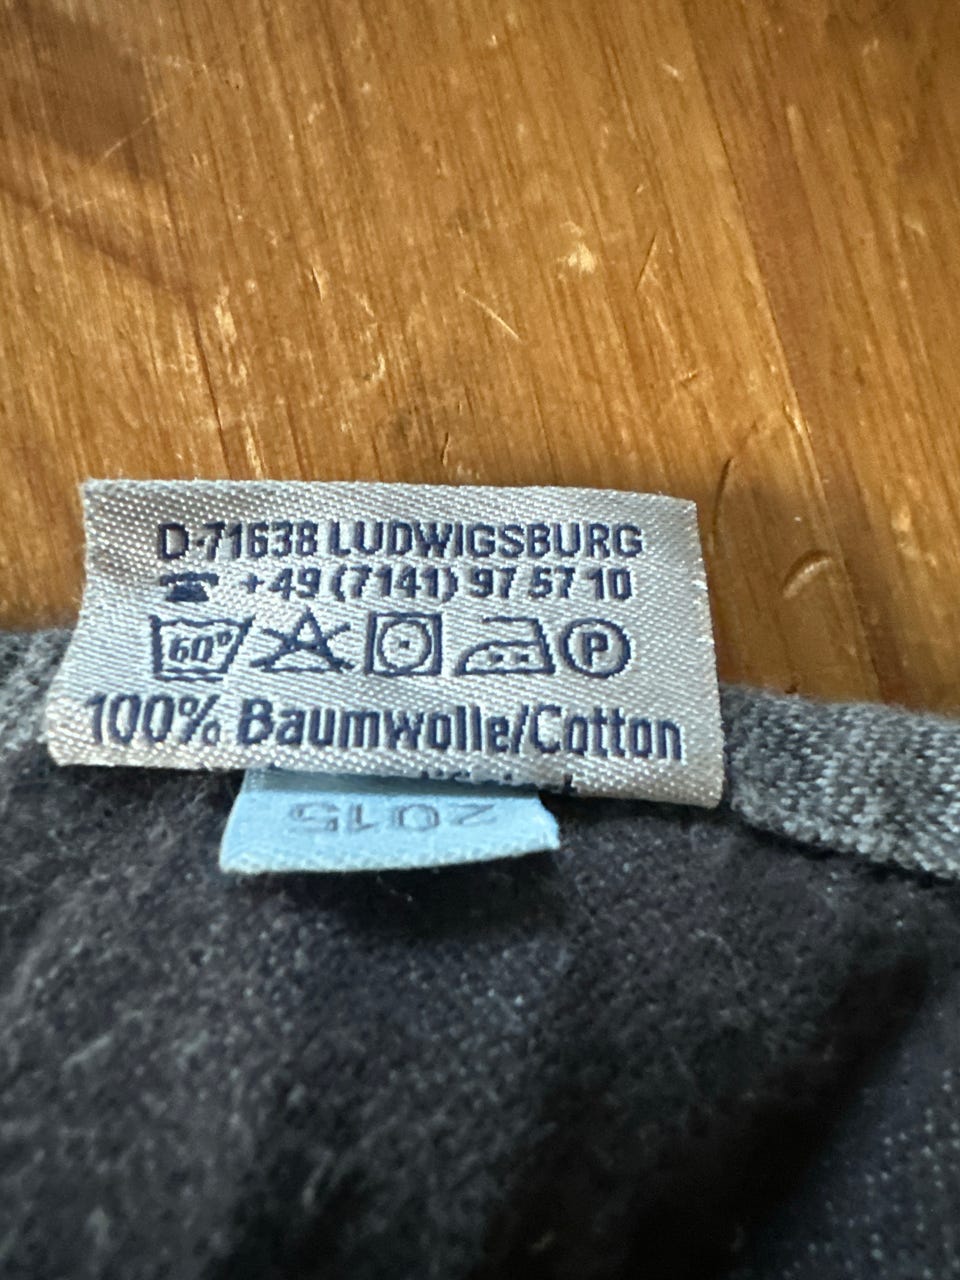 D-71638 LUDWIGSBURG
☎ +49 (7141) 97 57 10
60° P
100% Baumwolle/Cotton
2015